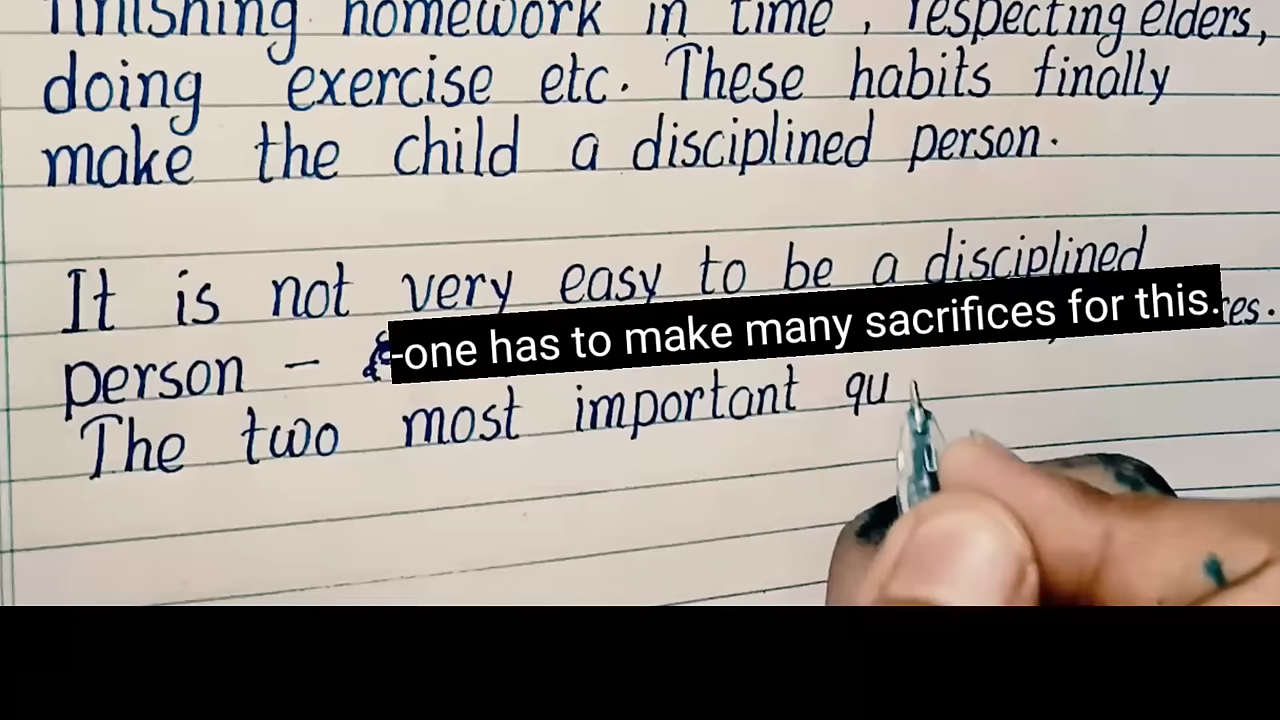 finishing homework in time, respecting elders,
doing exercise etc. These habits finally
make the child a disciplined person.
It is not very easy to be a disciplined
person -
-one has to make many sacrifices for this.
The two most important qu